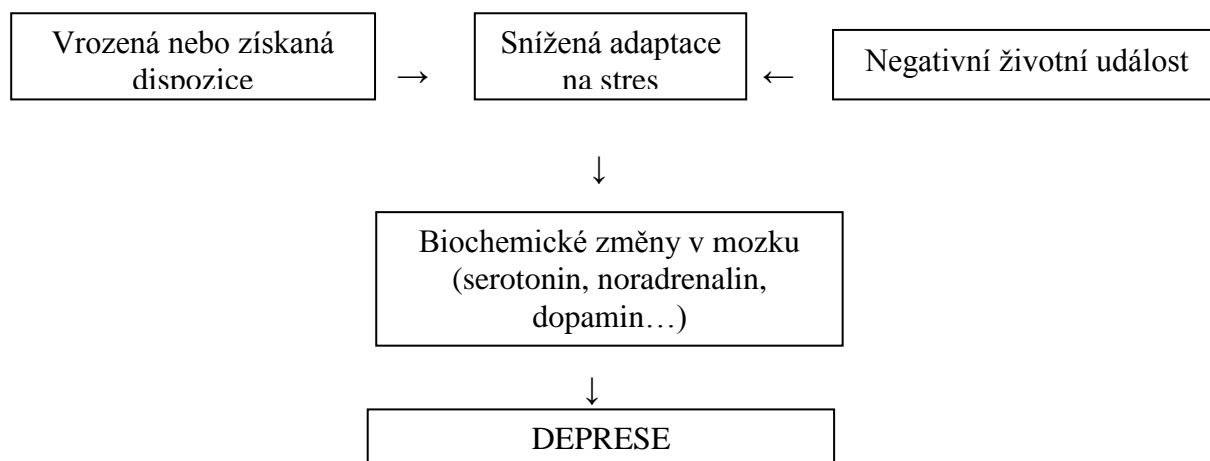 Vrozená nebo získaná
dispozice
→
Snížená adaptace
na stres
←
Negativní životní událost
↓
Biochemické změny v mozku
(serotonin, noradrenalin,
dopamin…)
↓
DEPRESE